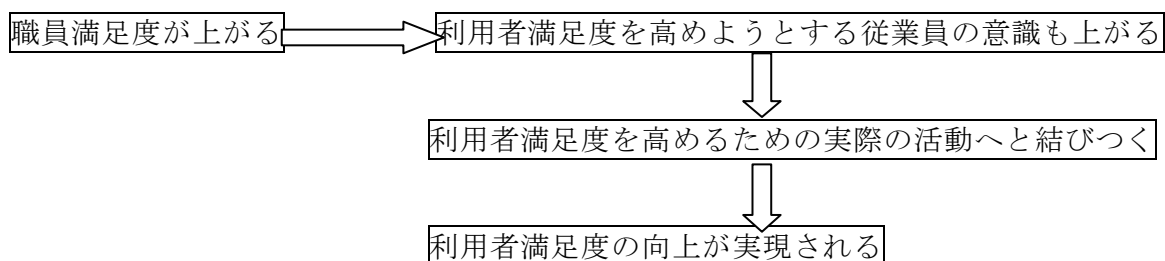 職員満足度が上がる
利用者満足度を高めようとする従業員の意識も上がる
利用者満足度を高めるための実際の活動へと結びつく
利用者満足度の向上が実現される